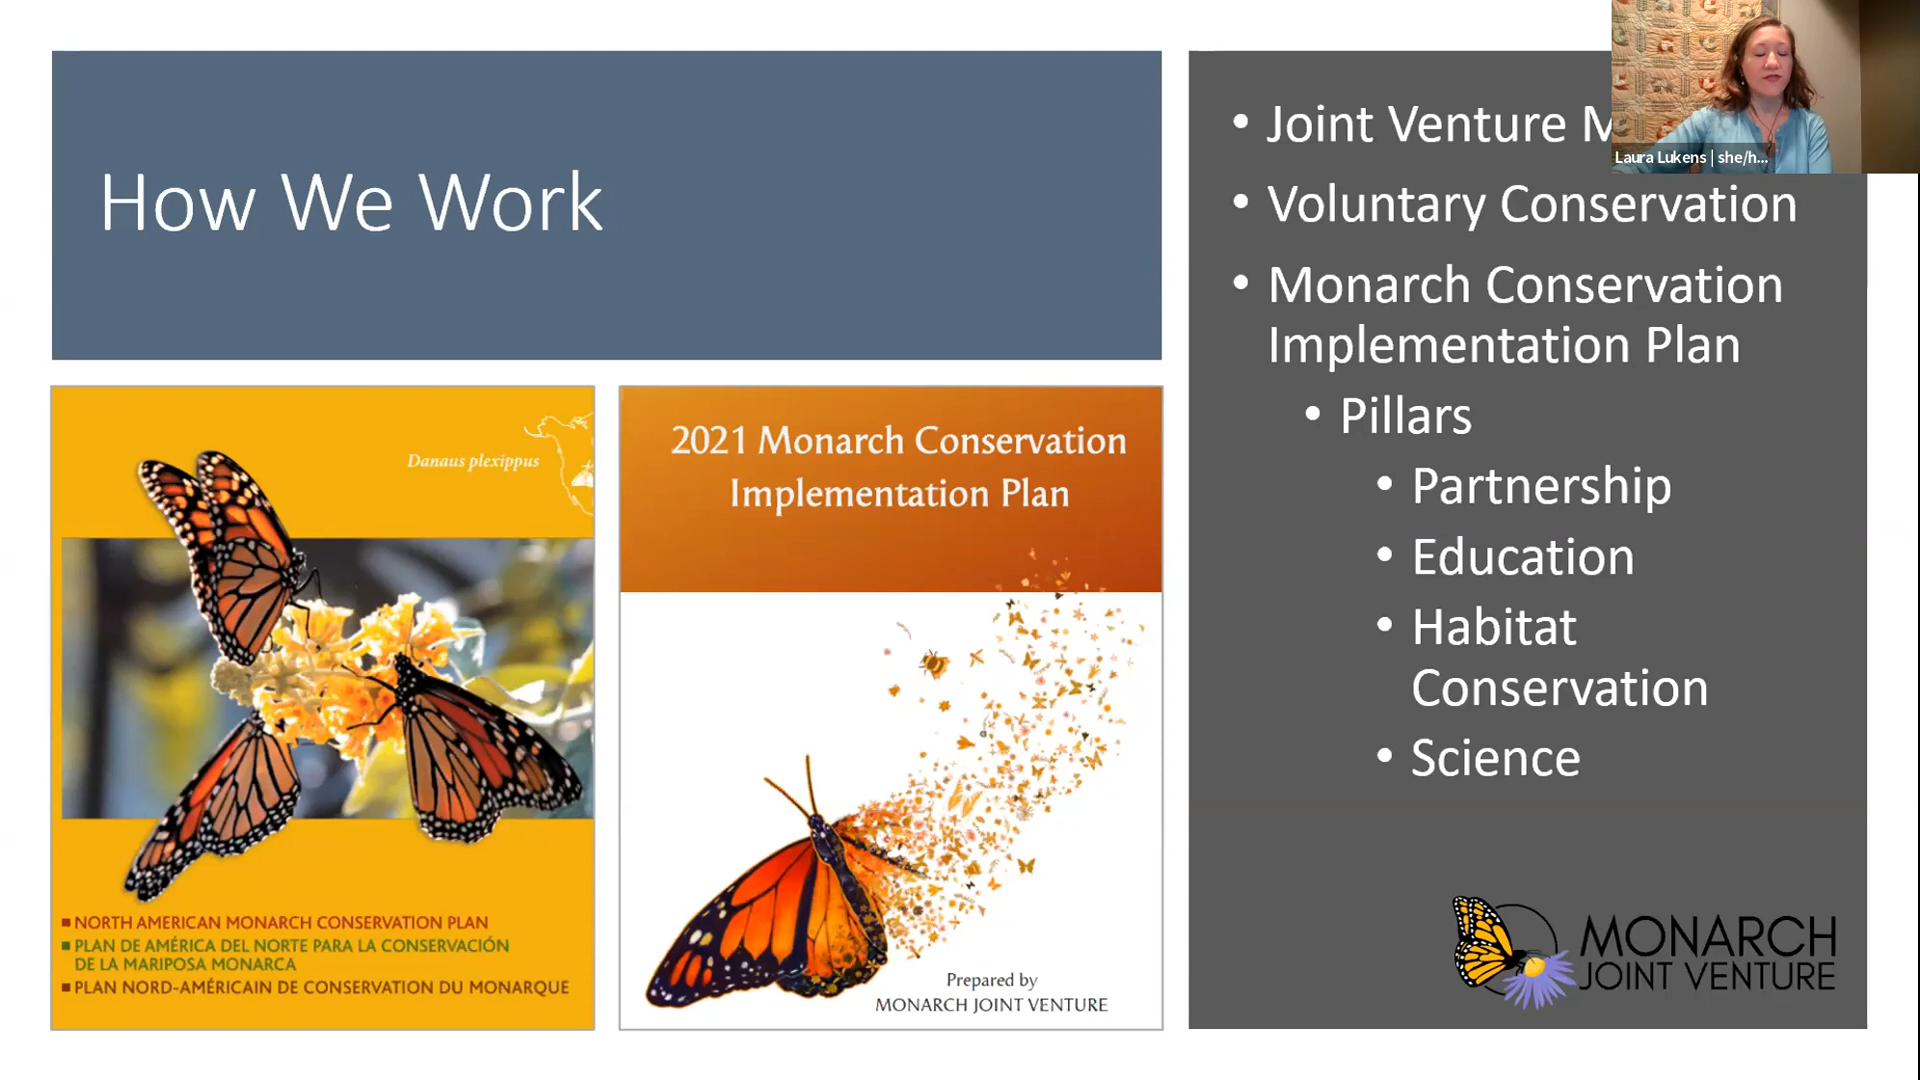 How We Work
Danaus plexippus
■ NORTH AMERICAN MONARCH CONSERVATION PLAN
■ PLAN DE AMÉRICA DEL NORTE PARA LA CONSERVACIÓN
DE LA MARIPOSA MONARCA
■ PLAN NORD-AMÉRICAIN DE CONSERVATION DU MONARQUE
2021 Monarch Conservation
Implementation Plan
Prepared by
MONARCH JOINT VENTURE
• Joint Venture
• Voluntary Conservation
• Monarch Conservation
Implementation Plan
• Pillars
• Partnership
• Education
• Habitat
Conservation
• Science
MONARCH
JOINT VENTURE
Laura Lukens | she/h...